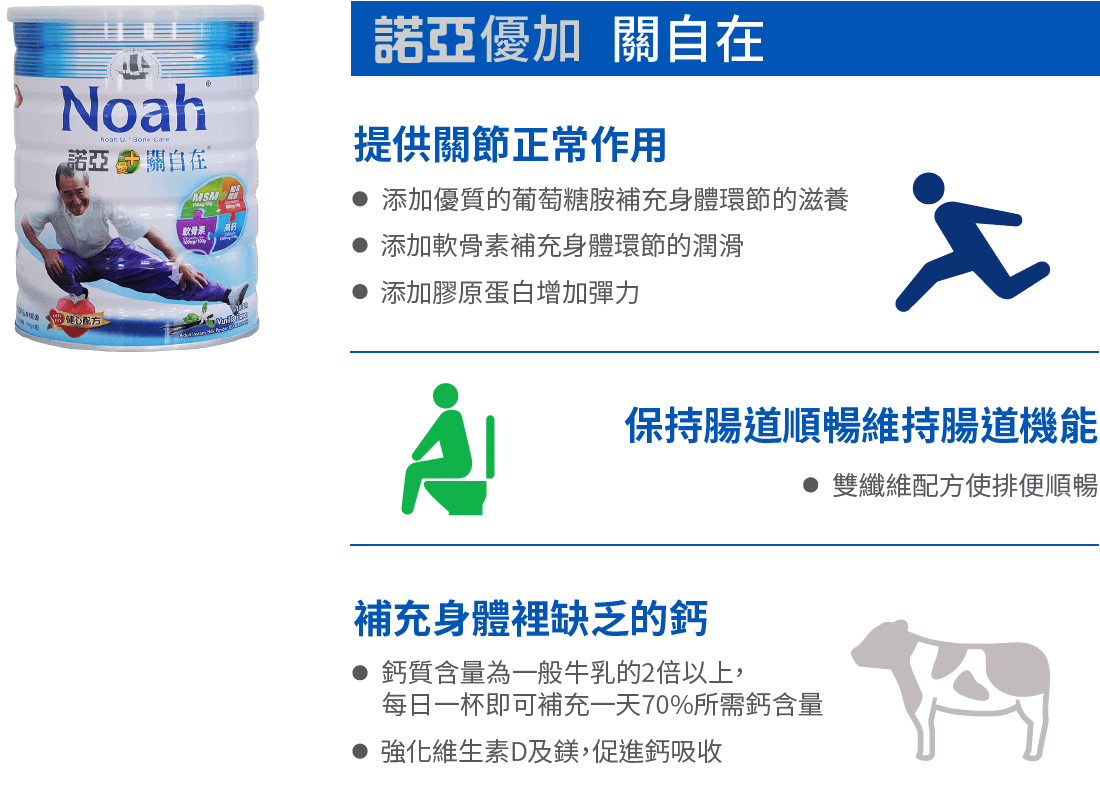 諾亞優加 關自在
Noah®
Noah U+Bone Care
諾亞優+關自在
MSM
軟骨素
100mg/100g
高鈣
健心配方
Vanilla
提供關節正常作用
● 添加優質的葡萄糖胺補充身體環節的滋養
● 添加軟骨素補充身體環節的潤滑
● 添加膠原蛋白增加彈力
保持腸道順暢維持腸道機能
● 雙纖維配方使排便順暢
補充身體裡缺乏的鈣
● 鈣質含量為一般牛乳的2倍以上,
每日一杯即可補充一天70%所需鈣含量
● 強化維生素D及鎂,促進鈣吸收